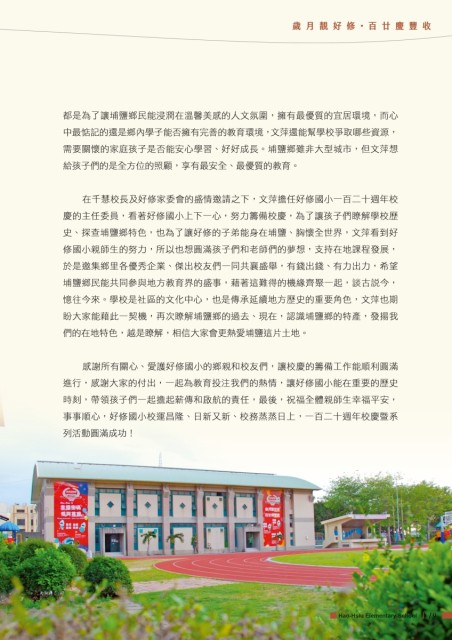 歲月靚好修・百廿慶豐收
都是為了讓埔鹽鄉民能浸潤在溫馨美感的人文氛圍，擁有最優質的宜居環境，而心
中最惦記的還是鄉內學子能否擁有完善的教育環境，文萍還能幫學校爭取哪些資源，
需要關懷的家庭孩子是否能安心學習、好好成長。埔鹽鄉雖非大型城市，但文萍想
給孩子們的是全方位的照顧，享有最安全、最優質的教育。
在千慧校長及好修家委會的盛情邀請之下，文萍擔任好修國小一百二十週年校
慶的主任委員，看著好修國小上下一心，努力籌備校慶，為了讓孩子們瞭解學校歷
史、探查埔鹽鄉特色，也為了讓好修的子弟能身在埔鹽、胸懷全世界，文萍看到好
修國小親師生的努力，所以也想圓滿孩子們和老師們的夢想，支持在地課程發展，
於是邀集鄉里各優秀企業、傑出校友們一同共襄盛舉，有錢出錢、有力出力，希望
埔鹽鄉民能共同參與地方教育界的盛事，藉著這難得的機緣齊聚一起，談古説今，
憶往今來。學校是社區的文化中心，也是傳承延續地方歷史的重要角色，文萍也期
盼大家能藉此一契機，再次瞭解埔鹽鄉的過去、現在，認識埔鹽鄉的特產，發揚我
們的在地特色，越是瞭解，相信大家會更熱愛埔鹽這片土地。
感謝所有關心、愛護好修國小的鄉親和校友們，讓校慶的籌備工作能順利圓滿
進行，感謝大家的付出，一起為教育投注我們的熱情，讓好修國小能在重要的歷史
時刻，帶領孩子們一起擔起薪傳和啟航的責任，最後，祝福全體親師生幸福平安，
事事順心，好修國小校運昌隆、日新又新、校務蒸蒸日上，一百二十週年校慶暨系
列活動圓滿成功！